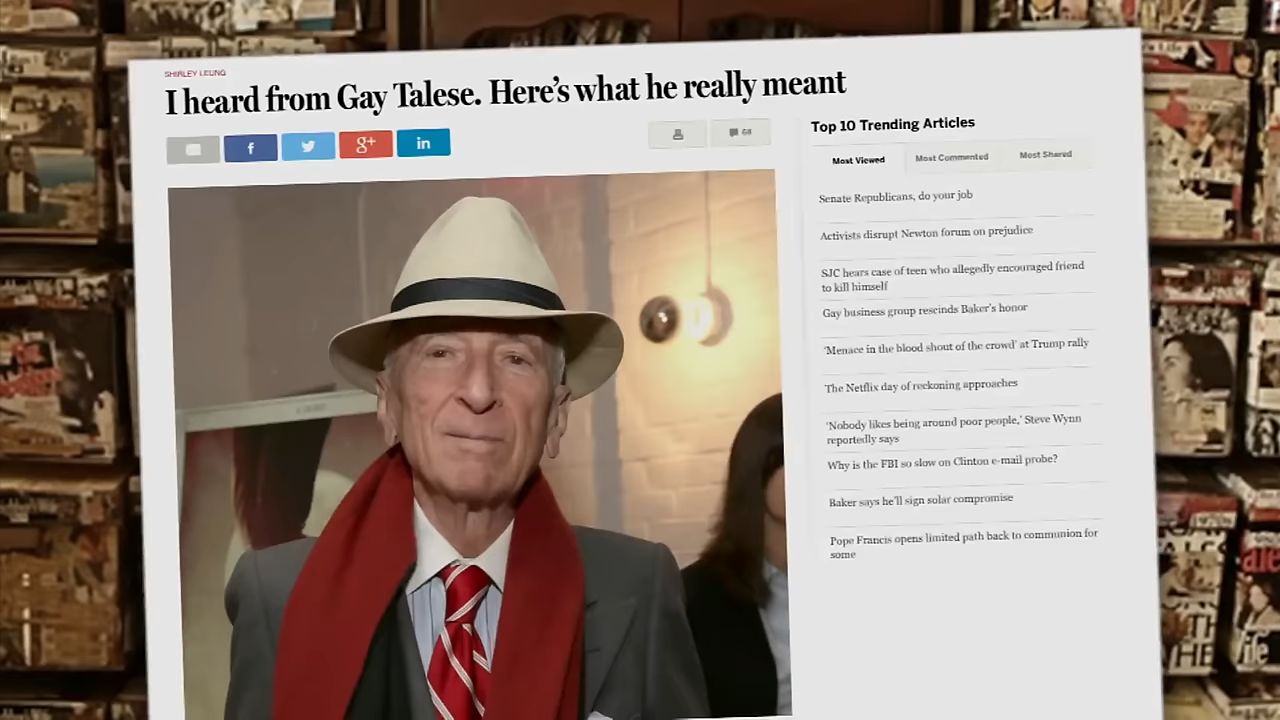 SHIRLEY LEUNG
I heard from Gay Talese. Here's what he really meant
f
g+
in
68
Top 10 Trending Articles
Most Viewed
Most Commented
Most Shared
Senate Republicans, do your job
Activists disrupt Newton forum on prejudice
SJC hears case of teen who allegedly encouraged friend
to kill himself
Gay business group rescinds Baker's honor
'Menace in the blood shout of the crowd' at Trump rally
The Netflix day of reckoning approaches
'Nobody likes being around poor people,' Steve Wynn
reportedly says
Why is the FBI so slow on Clinton e-mail probe?
Baker says he'll sign solar compromise
Pope Francis opens limited path back to communion for
some